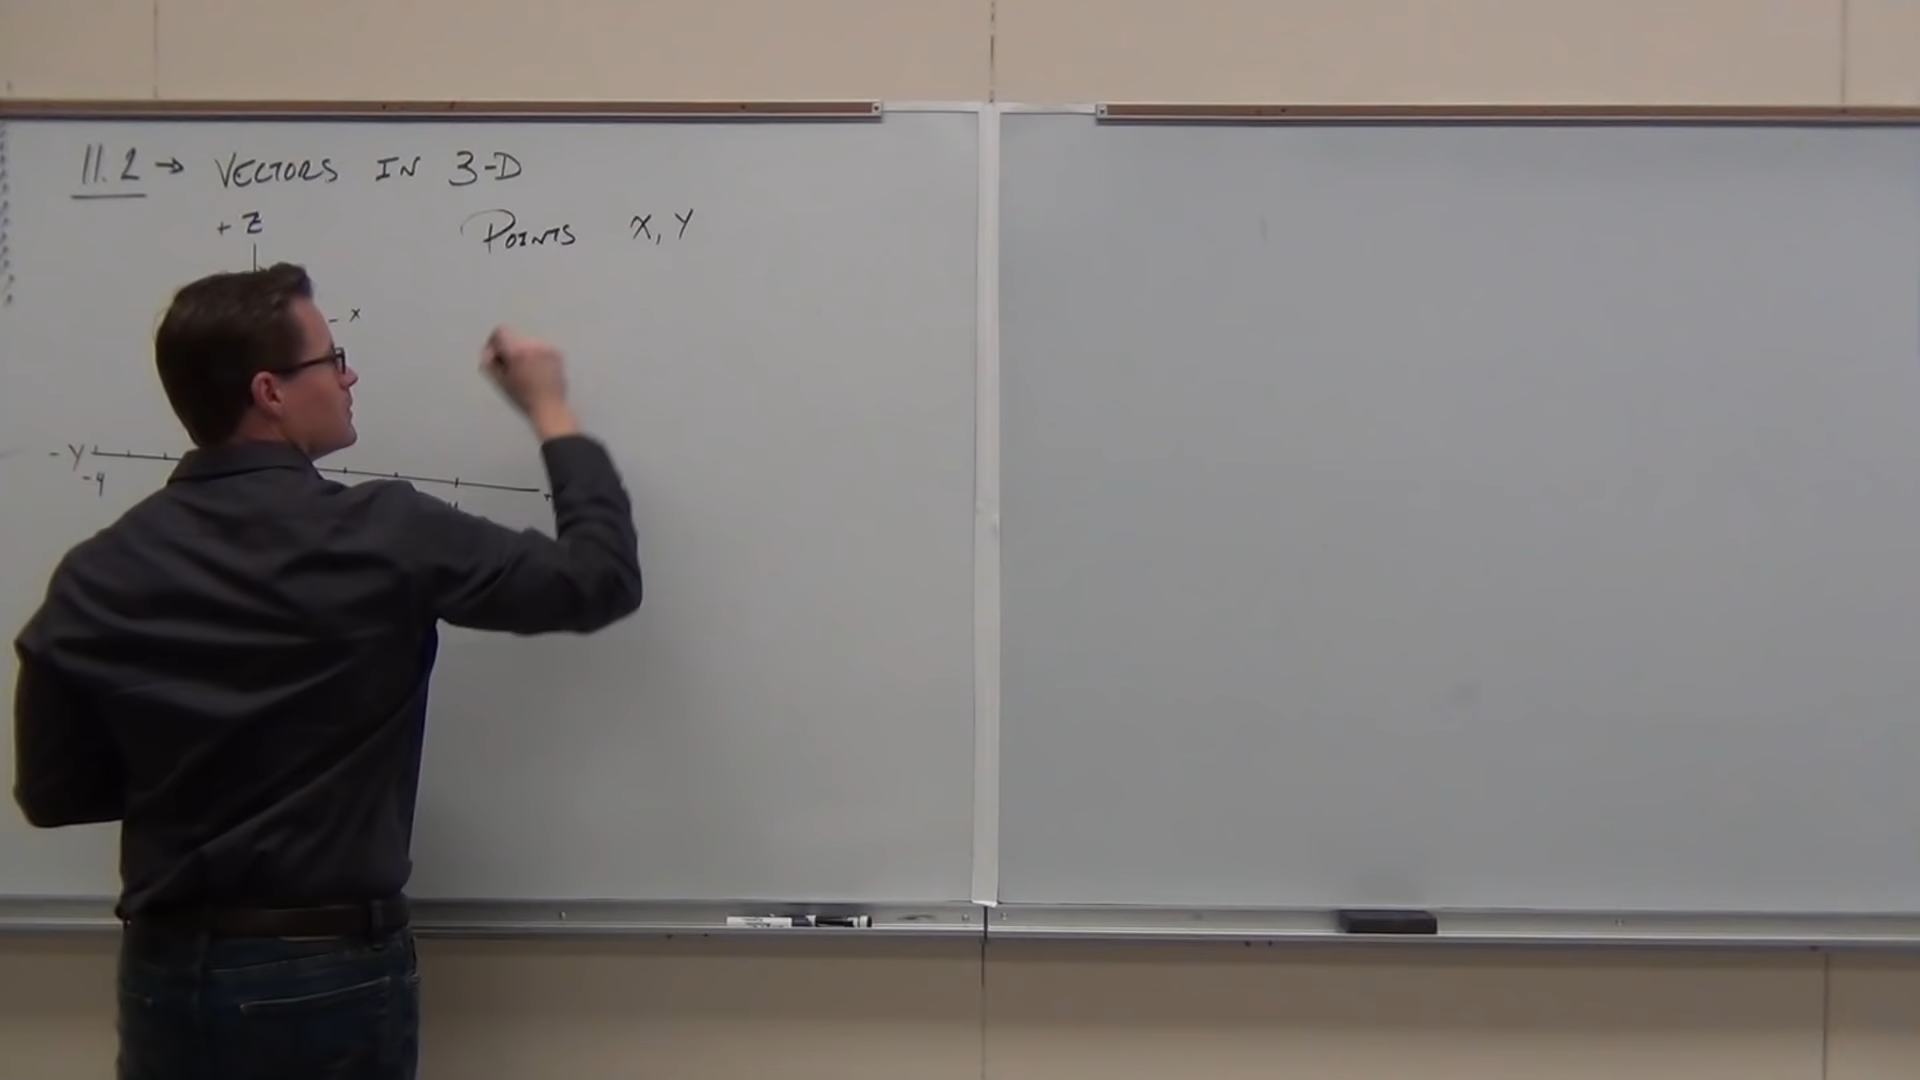 11.2 → VECTORS IN 3-D
+ Z
POINTS X, Y
- X
- Y
-4